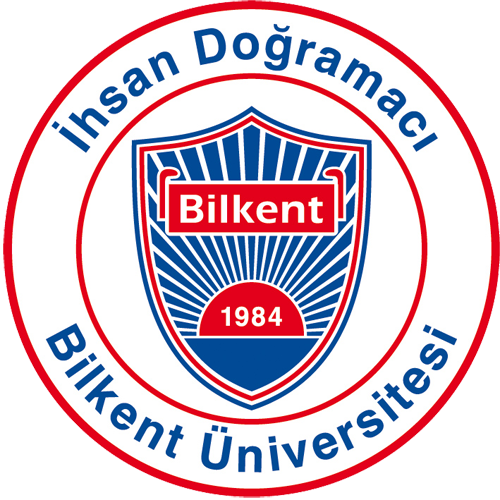 İhsan Doğramacı
Bilkent
1984
Bilkent Üniversitesi